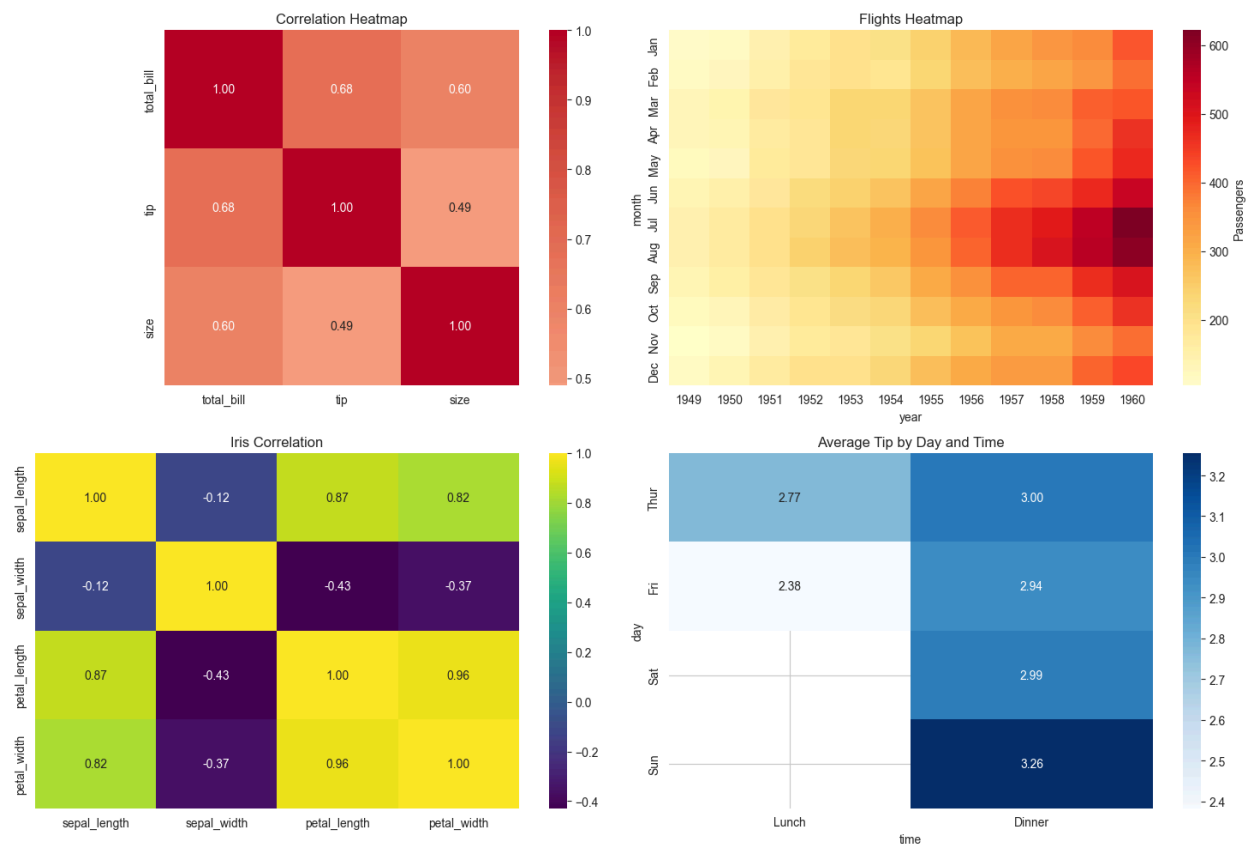 Correlation Heatmap
total_bill
tip
size
1.00 0.68 0.60
0.68 1.00 0.49
0.60 0.49 1.00
total_bill tip size
1.0
0.9
0.8
0.7
0.6
0.5
Flights Heatmap
month
Jan
Feb
Mar
Apr
May
Jun
Jul
Aug
Sep
Oct
Nov
Dec
1949 1950 1951 1952 1953 1954 1955 1956 1957 1958 1959 1960
year
600
500
400
300
200
Passengers
Iris Correlation
sepal_length
sepal_width
petal_length
petal_width
1.00 -0.12 0.87 0.82
-0.12 1.00 -0.43 -0.37
0.87 -0.43 1.00 0.96
0.82 -0.37 0.96 1.00
sepal_length sepal_width petal_length petal_width
1.0
0.8
0.6
0.4
0.2
0.0
−0.2
−0.4
Average Tip by Day and Time
day
Thur
Fri
Sat
Sun
2.77 3.00
2.38 2.94
2.99
3.26
Lunch Dinner
time
3.2
3.1
3.0
2.9
2.8
2.7
2.6
2.5
2.4